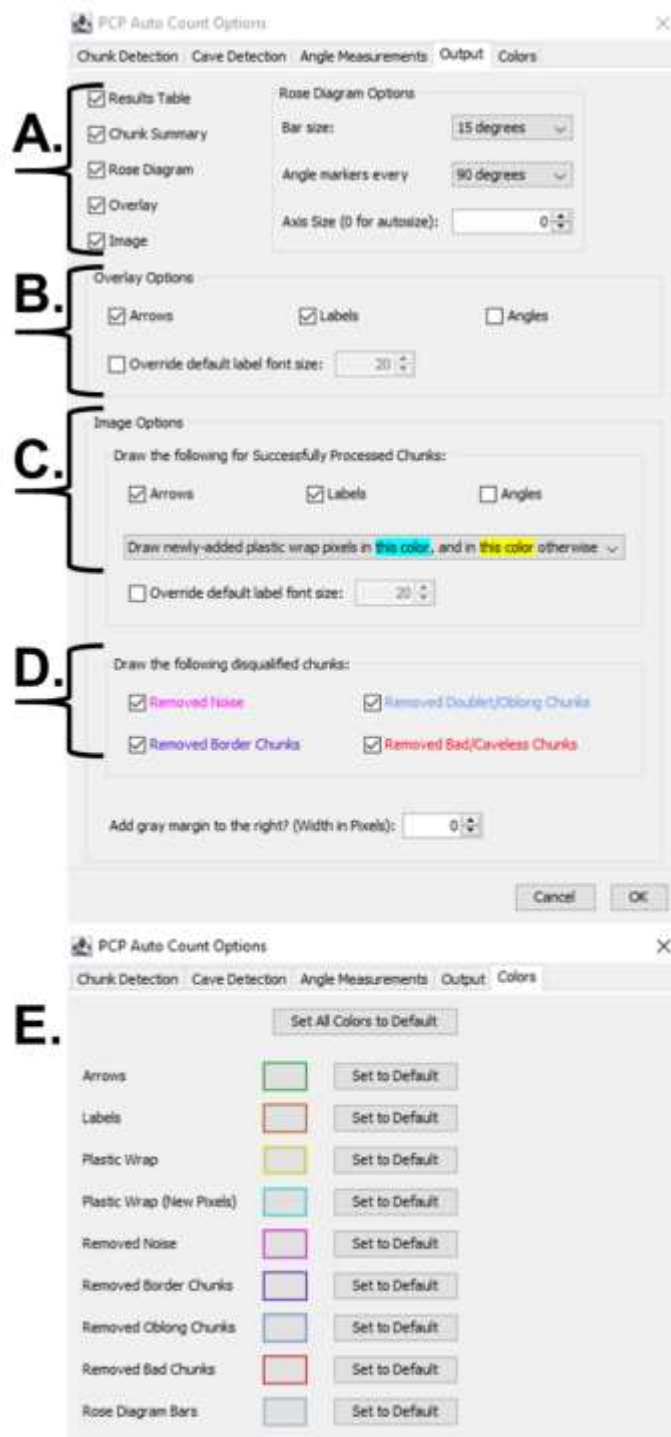 PCP Auto Count Options
Chunk Detection Cave Detection Angle Measurements Output Colors
A.
Results Table
Chunk Summary
Rose Diagram
Overlay
Image
Rose Diagram Options
Bar size: 15 degrees
Angle markers every 90 degrees
Axis Size (0 for autosize): 0
B.
Overlay Options
Arrows Labels Angles
Override default label font size: 20
C.
Image Options
Draw the following for Successfully Processed Chunks:
Arrows Labels Angles
Draw newly-added plastic wrap pixels in this color, and in this color otherwise
Override default label font size: 20
D.
Draw the following disqualified chunks:
Removed Noise Removed Doublet/Oblong Chunks
Removed Border Chunks Removed Bad/Caveless Chunks
Add gray margin to the right? (Width in Pixels): 0
Cancel OK
PCP Auto Count Options
Chunk Detection Cave Detection Angle Measurements Output Colors
E.
Set All Colors to Default
Arrows Set to Default
Labels Set to Default
Plastic Wrap Set to Default
Plastic Wrap (New Pixels) Set to Default
Removed Noise Set to Default
Removed Border Chunks Set to Default
Removed Oblong Chunks Set to Default
Removed Bad Chunks Set to Default
Rose Diagram Bars Set to Default